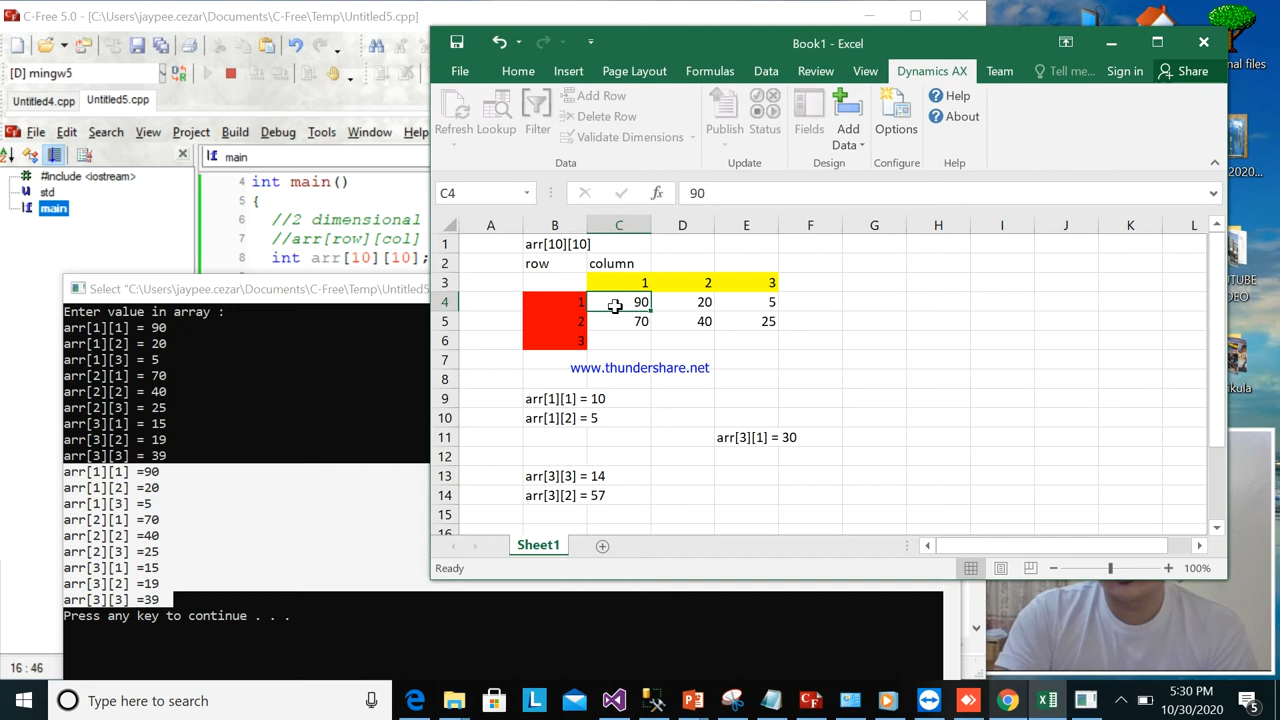 C-Free 5.0 - [C:\Users\jaypee.cezar\Documents\C-Free\Temp\Untitled5.cpp]
[D] mingw5
Untitled4.cpp Untitled5.cpp
File Edit Search View Project Build Debug Tools Window Help
main
#include <iostream>
std
main
4 int main()
5 {
6 //2 dimensional
7 //arr[row][col]
8 int arr[10][10];
Select "C:\Users\jaypee.cezar\Documents\C-Free\Temp\Untitled5
Enter value in array :
arr[1][1] = 90
arr[1][2] = 20
arr[1][3] = 5
arr[2][1] = 70
arr[2][2] = 40
arr[2][3] = 25
arr[3][1] = 15
arr[3][2] = 19
arr[3][3] = 39
arr[1][1] =90
arr[1][2] =20
arr[1][3] =5
arr[2][1] =70
arr[2][2] =40
arr[2][3] =25
arr[3][1] =15
arr[3][2] =19
arr[3][3] =39
Press any key to continue . . .
16 : 46
Book1 - Excel
File Home Insert Page Layout Formulas Data Review View Dynamics AX Team Tell me... Sign in Share
Refresh Lookup Filter
Add Row
Delete Row
Validate Dimensions
Data
Publish Status
Update
Fields Add Data
Design
Options
Configure
Help
About
Help
C4 fx 90
A B C D E F G H I J K L
1 arr[10][10]
2 row column
3 1 2 3
4 1 90 20 5
5 2 70 40 25
6 3
7 www.thundershare.net
8
9 arr[1][1] = 10
10 arr[1][2] = 5
11 arr[3][1] = 30
12
13 arr[3][3] = 14
14 arr[3][2] = 57
15
16
Sheet1
Ready 100%
nal files
2020...
UTUBE
EO
ikula
Type here to search
5:30 PM
10/30/2020
5